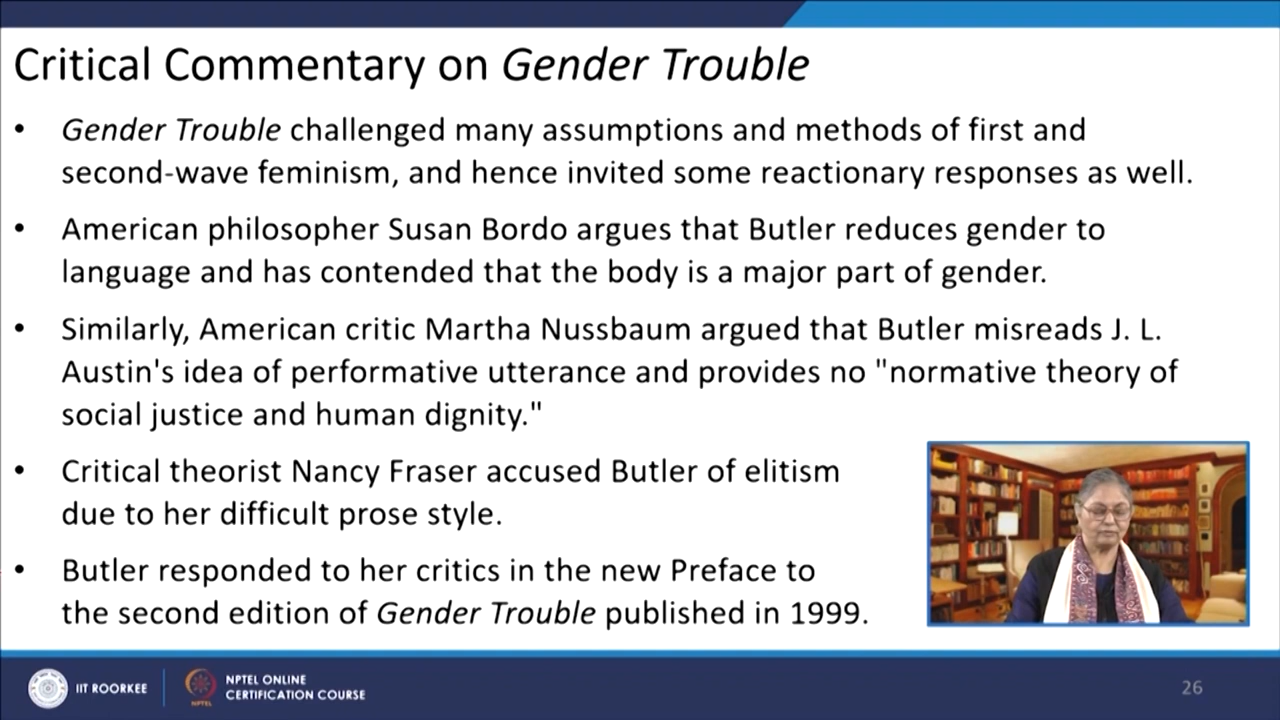 Critical Commentary on Gender Trouble
• Gender Trouble challenged many assumptions and methods of first and
second-wave feminism, and hence invited some reactionary responses as well.
• American philosopher Susan Bordo argues that Butler reduces gender to
language and has contended that the body is a major part of gender.
• Similarly, American critic Martha Nussbaum argued that Butler misreads J. L.
Austin's idea of performative utterance and provides no "normative theory of
social justice and human dignity."
• Critical theorist Nancy Fraser accused Butler of elitism
due to her difficult prose style.
• Butler responded to her critics in the new Preface to
the second edition of Gender Trouble published in 1999.
IIT ROORKEE
NPTEL
NPTEL ONLINE
CERTIFICATION COURSE
26